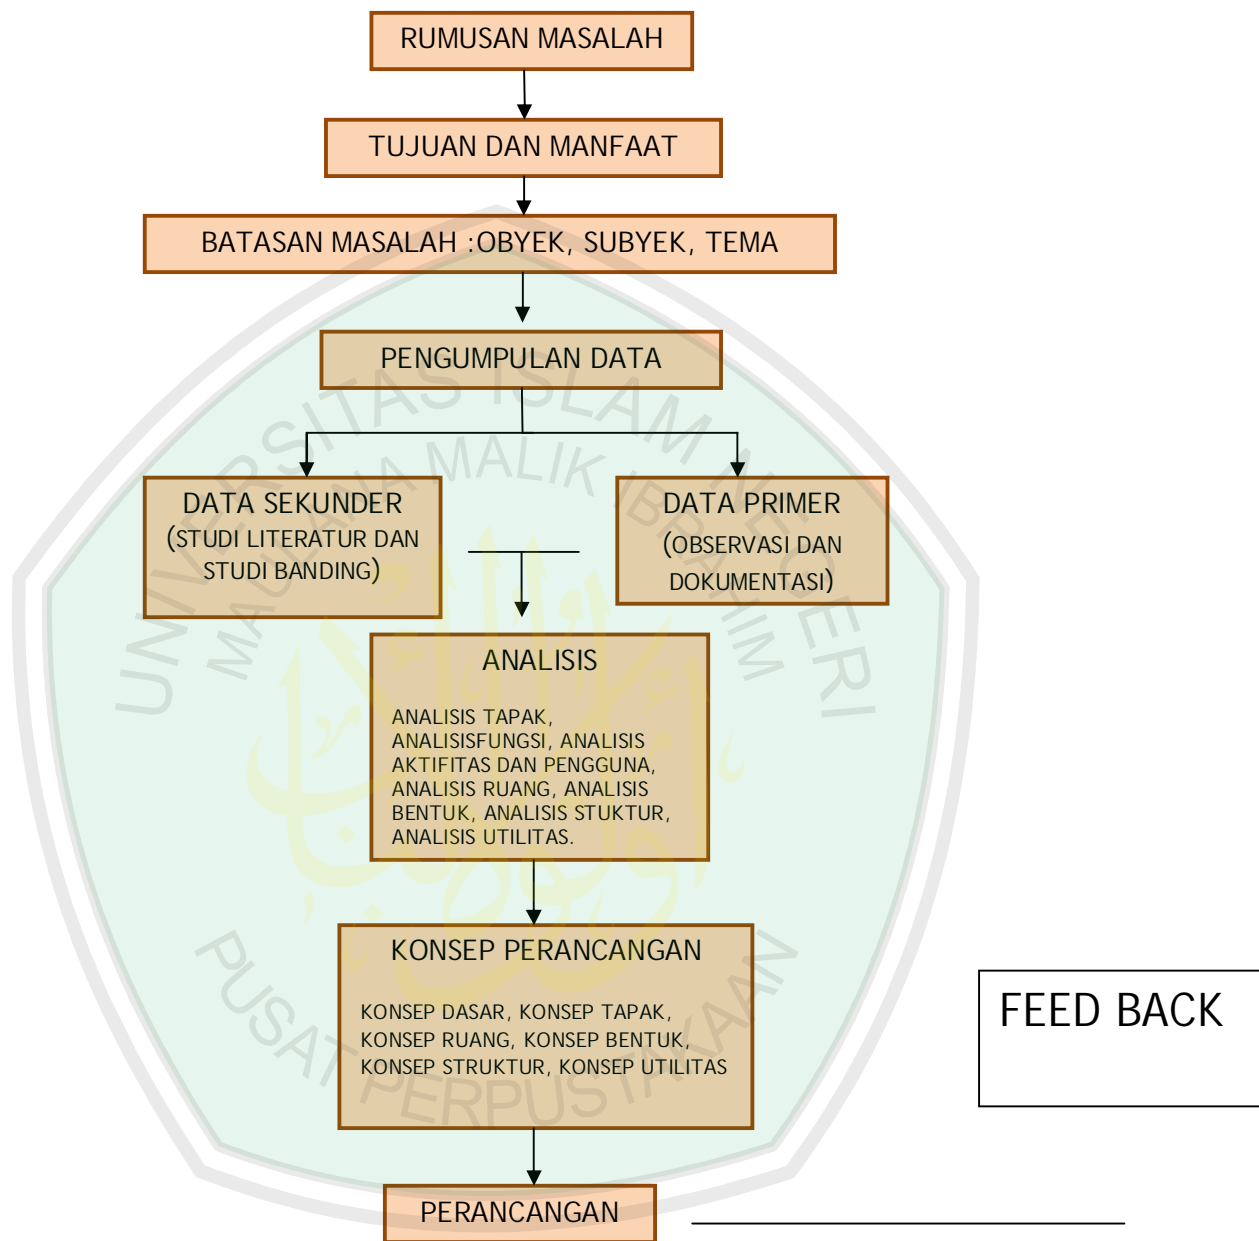 RUMUSAN MASALAH
TUJUAN DAN MANFAAT
BATASAN MASALAH :OBYEK, SUBYEK, TEMA
PENGUMPULAN DATA
UNIVERSITAS ISLAM NEGERI
MAULANA MALIK IBRAHIM
DATA SEKUNDER
(STUDI LITERATUR DAN
STUDI BANDING)
DATA PRIMER
(OBSERVASI DAN
DOKUMENTASI)
ANALISIS
ANALISIS TAPAK,
ANALISISFUNGSI, ANALISIS
AKTIFITAS DAN PENGGUNA,
ANALISIS RUANG, ANALISIS
BENTUK, ANALISIS STUKTUR,
ANALISIS UTILITAS.
KONSEP PERANCANGAN
KONSEP DASAR, KONSEP TAPAK,
KONSEP RUANG, KONSEP BENTUK,
KONSEP STRUKTUR, KONSEP UTILITAS
FEED BACK
PUSAT PERPUSTAKAAN
PERANCANGAN